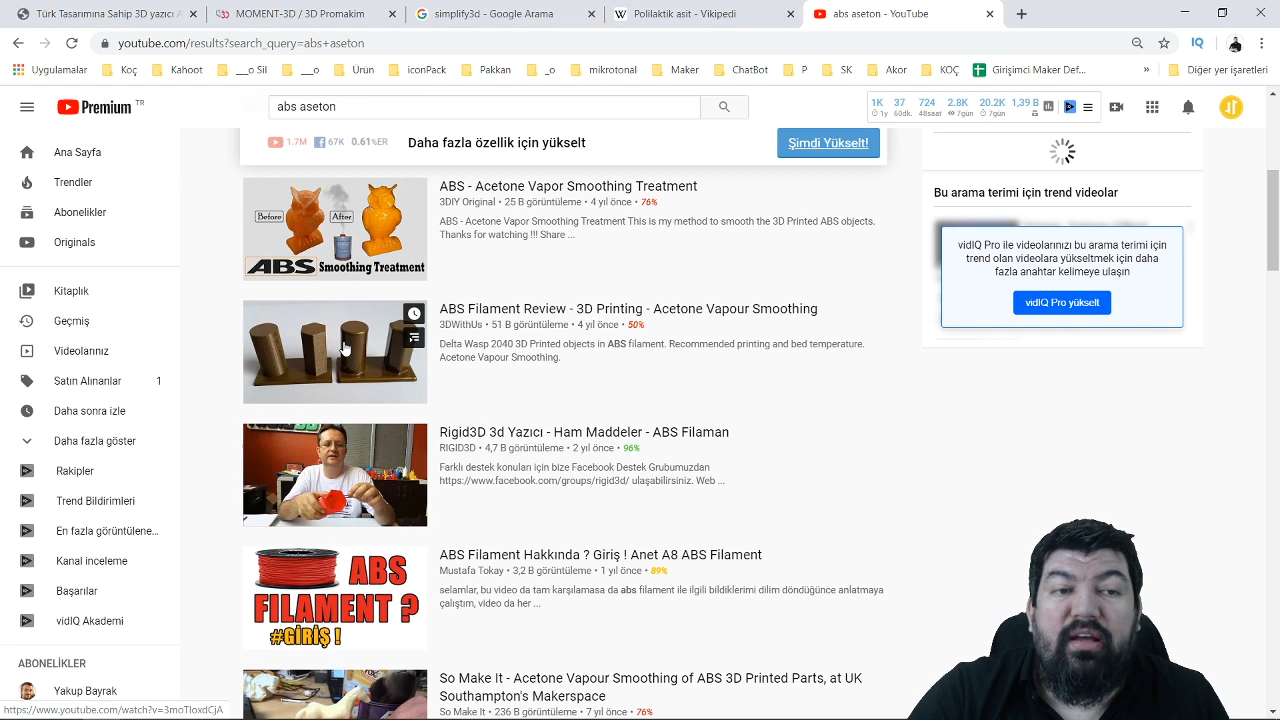 Türkiye'nin Satıp 3D yazıcı M
MOMENT-3D / 3D Promakim
simplify3d - Google Aramı
Polilaktik asit - Vikipedi
abs aseton - YouTube
youtube.com/results?search_query=abs+aseton
IQ
Uygulamalar
Koç
Kahoot
___o Sil
___o
Ürün
iconPack
Pakkan
_o
mikrotonal
Maker
ChatBot
P
SK
Akor
KOÇ
Girişimci Maker Def...
»
Diğer yer işaretleri
Premium TR
abs aseton
1K 37 724 2.8K 20.2K 1,39 B
1y 60dk. 48saat 7gün 7gün
1.7M 67K 0.61%ER Daha fazla özellik için yükselt Şimdi Yükselt!
Ana Sayfa
Trendler
Abonelikler
Originals
Kitaplık
Geçmiş
Videolarınız
Satın Alınanlar 1
Daha sonra izle
Daha fazla göster
Rakipler
Trend Bildirimleri
En fazla görüntülene...
Kanal inceleme
Başarılar
vidIQ Akademi
ABONELİKLER
Yakup Bayrak
https://www.youtube.com/watch?v=3moTloxdCjA
Before
After
ABS Smoothing Treatment
ABS - Acetone Vapor Smoothing Treatment
3DIY Original • 25 B görüntüleme • 4 yıl önce • 76%
ABS - Acetone Vapor Smoothing Treatment This is my method to smooth the 3D Printed ABS objects.
Thanks for watching !!! Share ...
ABS Filament Review - 3D Printing - Acetone Vapour Smoothing
3DWithUs • 51 B görüntüleme • 4 yıl önce • 50%
Delta Wasp 2040 3D Printed objects in ABS filament. Recommended printing and bed temperature.
Acetone Vapour Smoothing.
Rigid3D 3d Yazıcı - Ham Maddeler - ABS Filaman
RIGID3D • 4,7 B görüntüleme • 2 yıl önce • 96%
Farklı destek konuları için bize Facebook Destek Grubumuzdan
https://www.facebook.com/groups/rigid3d/ ulaşabilirsiniz. Web ...
ABS
FILAMENT ?
#GİRİŞ !
ABS Filament Hakkında ? Giriş ! Anet A8 ABS Filament
Mustafa Tokay • 3,2 B görüntüleme • 1 yıl önce • 89%
selamlar, bu video da tam karşılamasa da abs filament ile ilgili bildiklerimi dilim döndüğünce anlatmaya
çalıştım, video da her ...
So Make It - Acetone Vapour Smoothing of ABS 3D Printed Parts, at UK
Southampton's Makerspace
So Make It • 236 B görüntüleme • 7 yıl önce • 76%
Bu arama terimi için trend videolar
vidIQ Pro ile videolarınızı bu arama terimi için
trend olan videolara yükseltmek için daha
fazla anahtar kelimeye ulaşın
vidIQ Pro yükselt